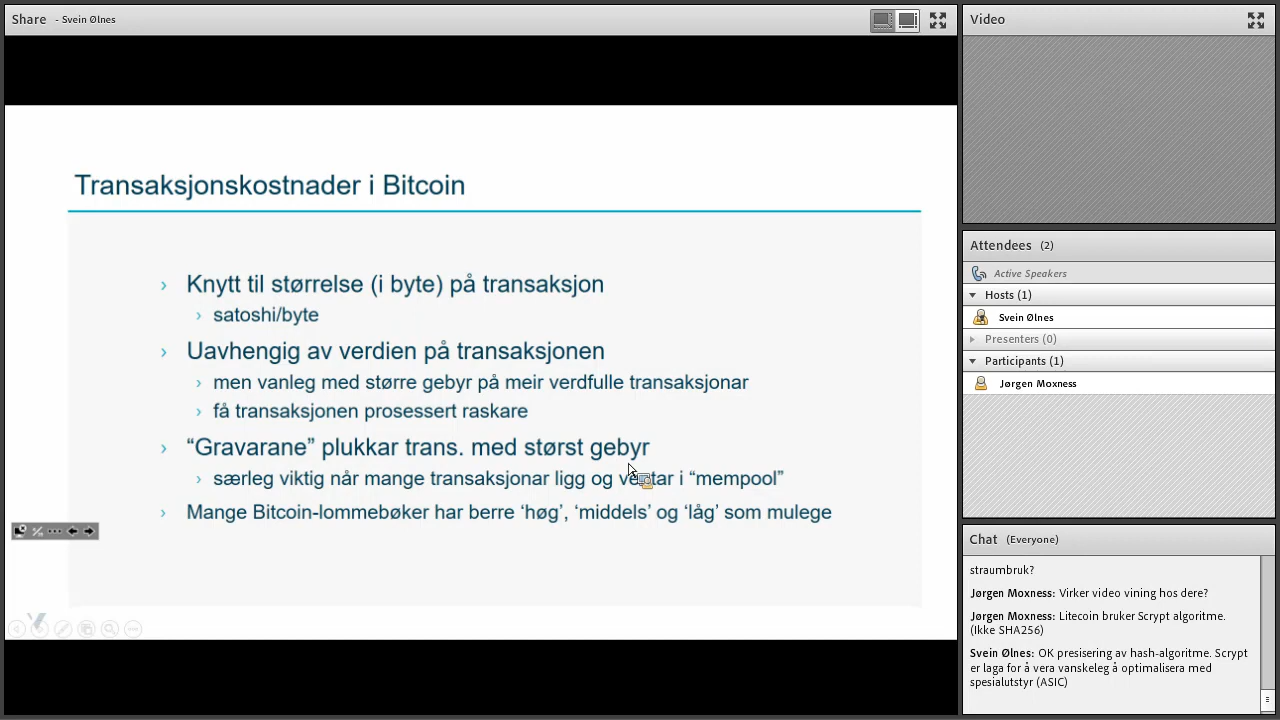 Share - Svein Ølnes
Transaksjonskostnader i Bitcoin
› Knytt til størrelse (i byte) på transaksjon
› satoshi/byte
› Uavhengig av verdien på transaksjonen
› men vanleg med større gebyr på meir verdfulle transaksjonar
› få transaksjonen prosessert raskare
› “Gravarane” plukkar trans. med størst gebyr
› særleg viktig når mange transaksjonar ligg og ventar i “mempool”
› Mange Bitcoin-lommebøker har berre ‘høg’, ‘middels’ og ‘låg’ som mulege
Video
Attendees (2)
Active Speakers
Hosts (1)
Svein Ølnes
Presenters (0)
Participants (1)
Jørgen Moxness
Chat (Everyone)
straumbruk?
Jørgen Moxness: Virker video vining hos dere?
Jørgen Moxness: Litecoin bruker Scrypt algoritme.
(Ikke SHA256)
Svein Ølnes: OK presisering av hash-algoritme. Scrypt
er laga for å vera vanskeleg å optimalisera med
spesialutstyr (ASIC)